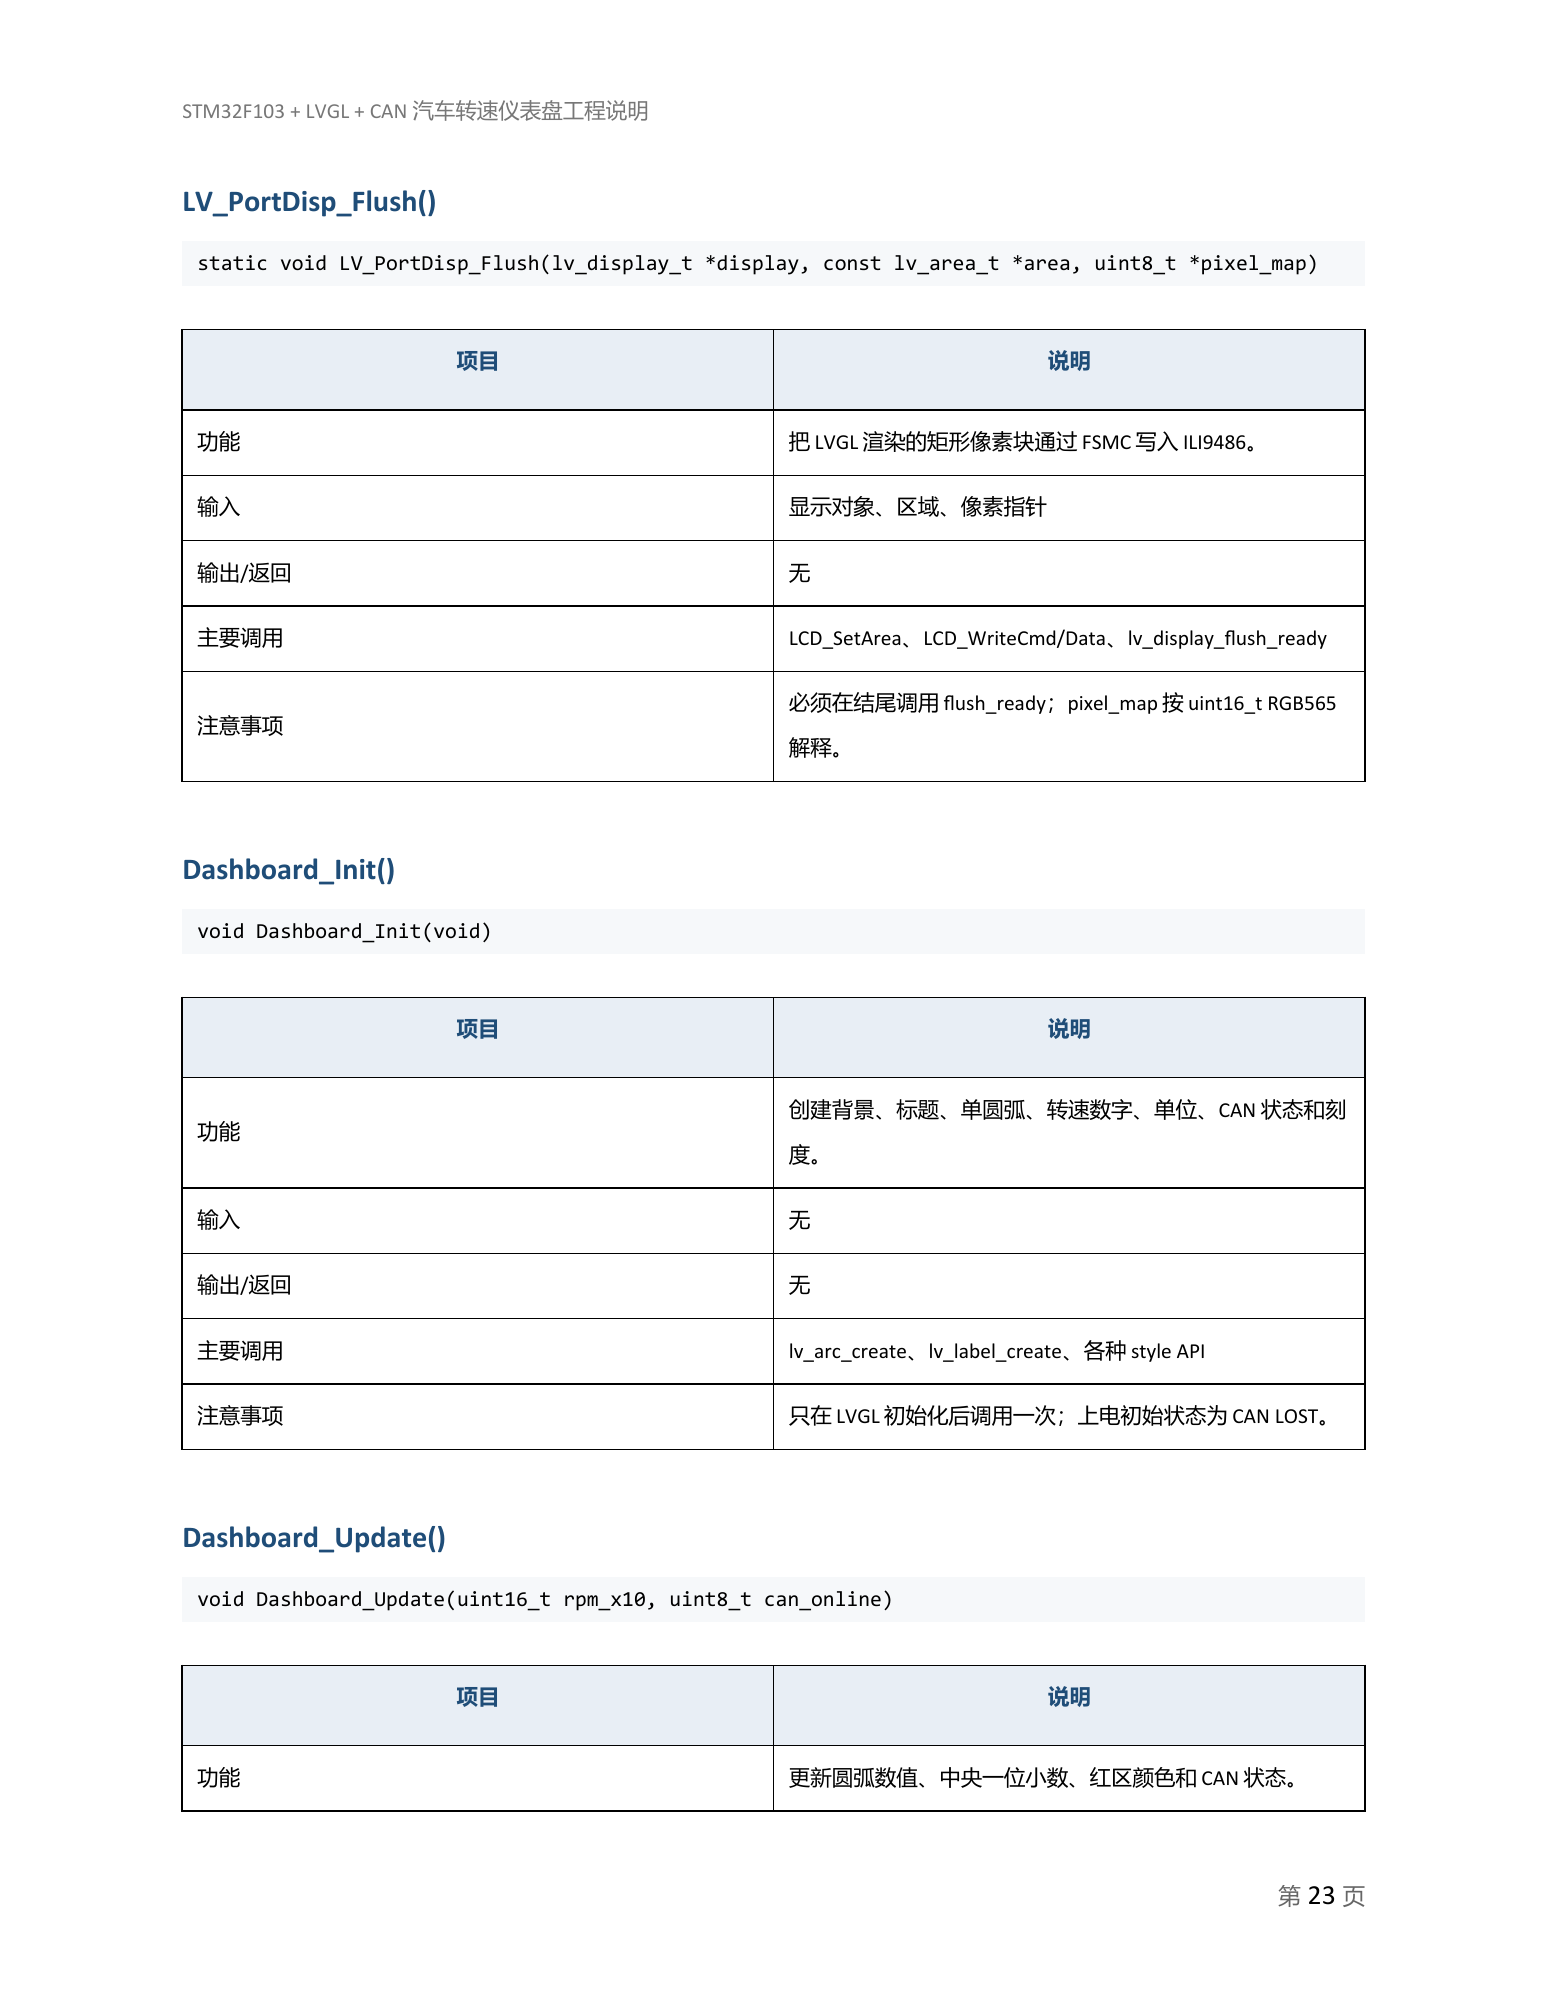 STM32F103 + LVGL + CAN 汽车转速仪表盘工程说明
LV_PortDisp_Flush()
static void LV_PortDisp_Flush(lv_display_t *display, const lv_area_t *area, uint8_t *pixel_map)
项目 说明
功能 把 LVGL 渲染的矩形像素块通过 FSMC 写入 ILI9486。
输入 显示对象、区域、像素指针
输出/返回 无
主要调用 LCD_SetArea、LCD_WriteCmd/Data、lv_display_flush_ready
注意事项 必须在结尾调用 flush_ready；pixel_map 按 uint16_t RGB565
解释。
Dashboard_Init()
void Dashboard_Init(void)
项目 说明
功能 创建背景、标题、单圆弧、转速数字、单位、CAN 状态和刻
度。
输入 无
输出/返回 无
主要调用 lv_arc_create、lv_label_create、各种 style API
注意事项 只在 LVGL 初始化后调用一次；上电初始状态为 CAN LOST。
Dashboard_Update()
void Dashboard_Update(uint16_t rpm_x10, uint8_t can_online)
项目 说明
功能 更新圆弧数值、中央一位小数、红区颜色和 CAN 状态。
第 23 页